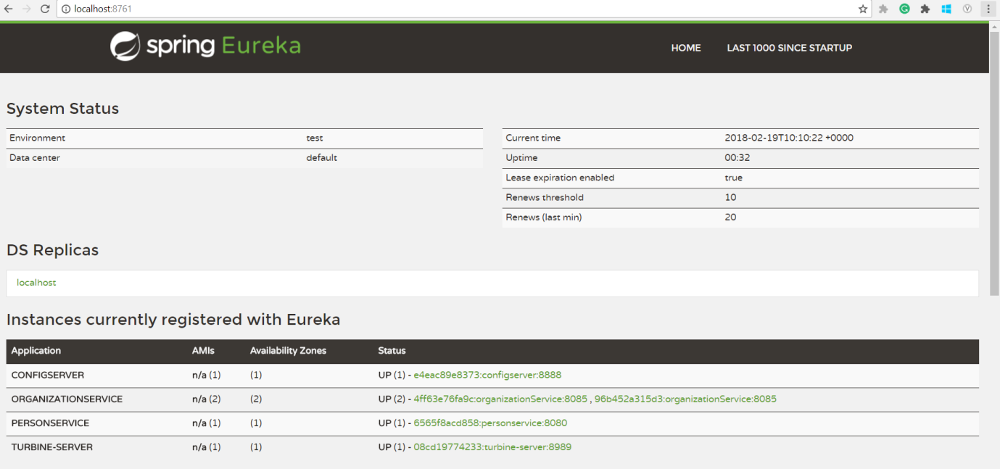 localhost:8761
spring Eureka
HOME LAST 1000 SINCE STARTUP
System Status
Environment test
Data center default
Current time 2018-02-19T10:10:22 +0000
Uptime 00:32
Lease expiration enabled true
Renews threshold 10
Renews (last min) 20
DS Replicas
localhost
Instances currently registered with Eureka
Application AMIs Availability Zones Status
CONFIGSERVER n/a (1) (1) UP (1) - e4eac89e8373:configserver:8888
ORGANIZATIONSERVICE n/a (2) (2) UP (2) - 4ff63e76fa9c:organizationService:8085 , 96b452a315d3:organizationService:8085
PERSONSERVICE n/a (1) (1) UP (1) - 6565f8acd858:personservice:8080
TURBINE-SERVER n/a (1) (1) UP (1) - 08cd19774233:turbine-server:8989